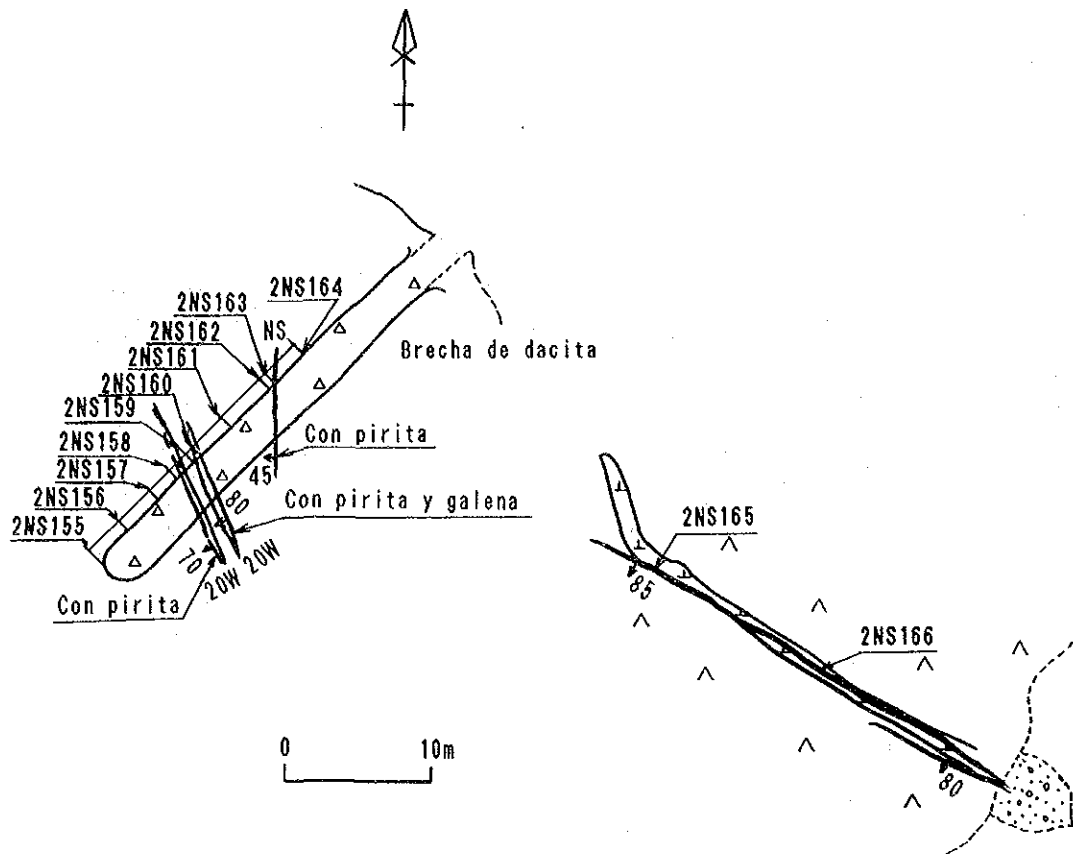 2NS164
2NS163
NS
2NS162
2NS161
2NS160
2NS159
2NS158
2NS157
2NS156
2NS155
Brecha de dacita
Con pirita
45
80
Con pirita y galena
70
20W
20W
Con pirita
2NS165
85
2NS166
80
0
10m